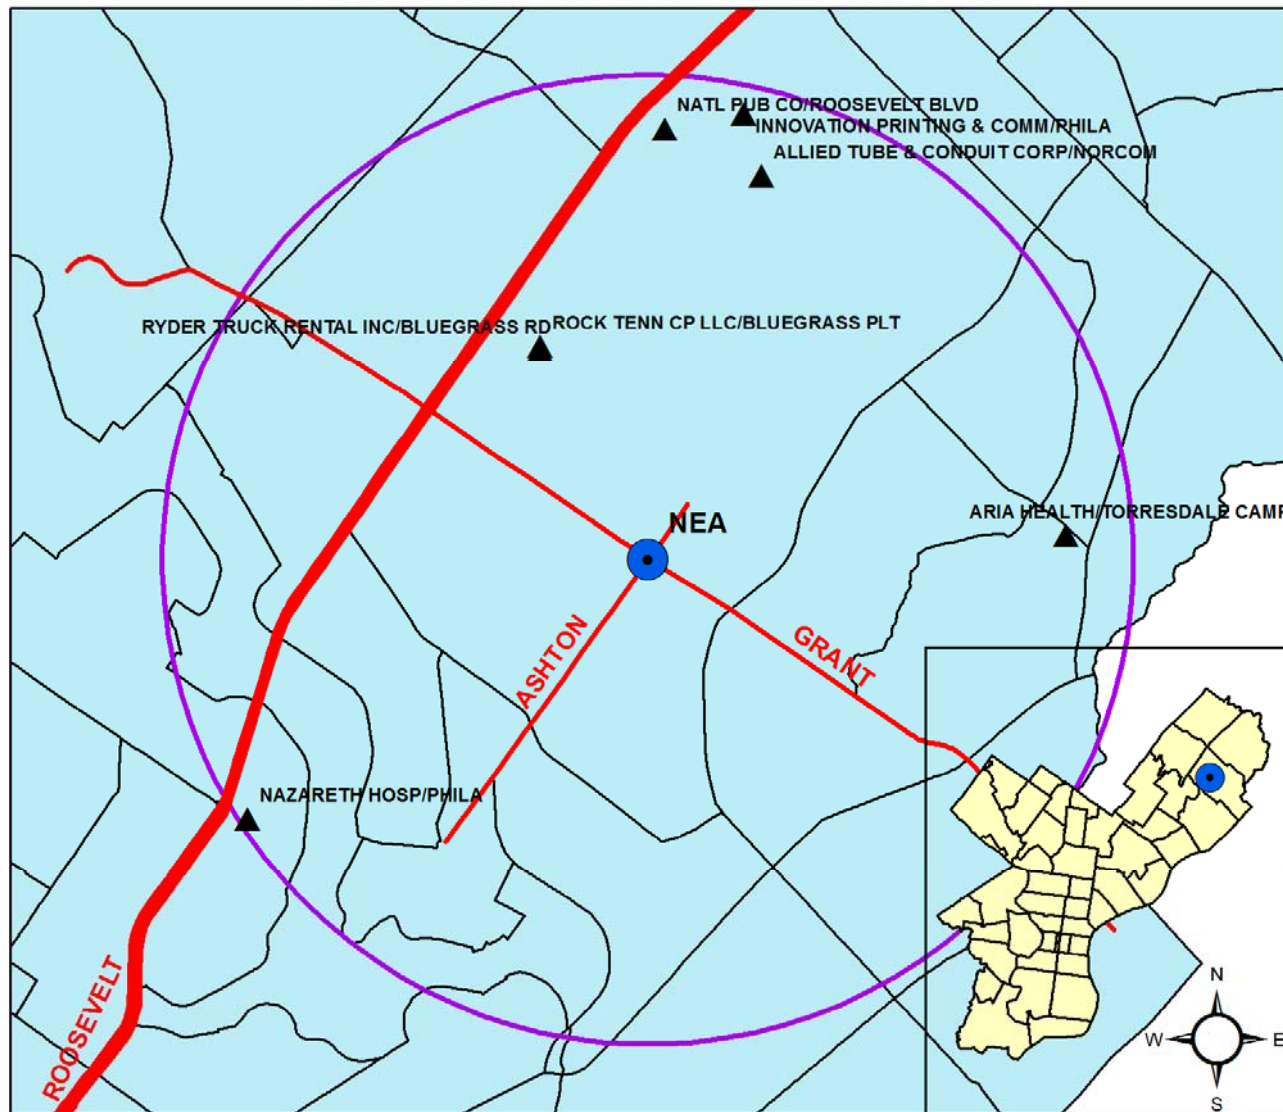 NATL PUB CO/ROOSEVELT BLVD
INNOVATION PRINTING & COMM/PHILA
ALLIED TUBE & CONDUIT CORP/NORCOM
RYDER TRUCK RENTAL INC/BLUEGRASS RD
ROCK TENN CP LLC/BLUEGRASS PLT
NEA
ARIA HEALTH/TORRESDALE CAMP
ASHTON
GRANT
NAZARETH HOSP/PHILA
ROOSEVELT
N
W
E
S